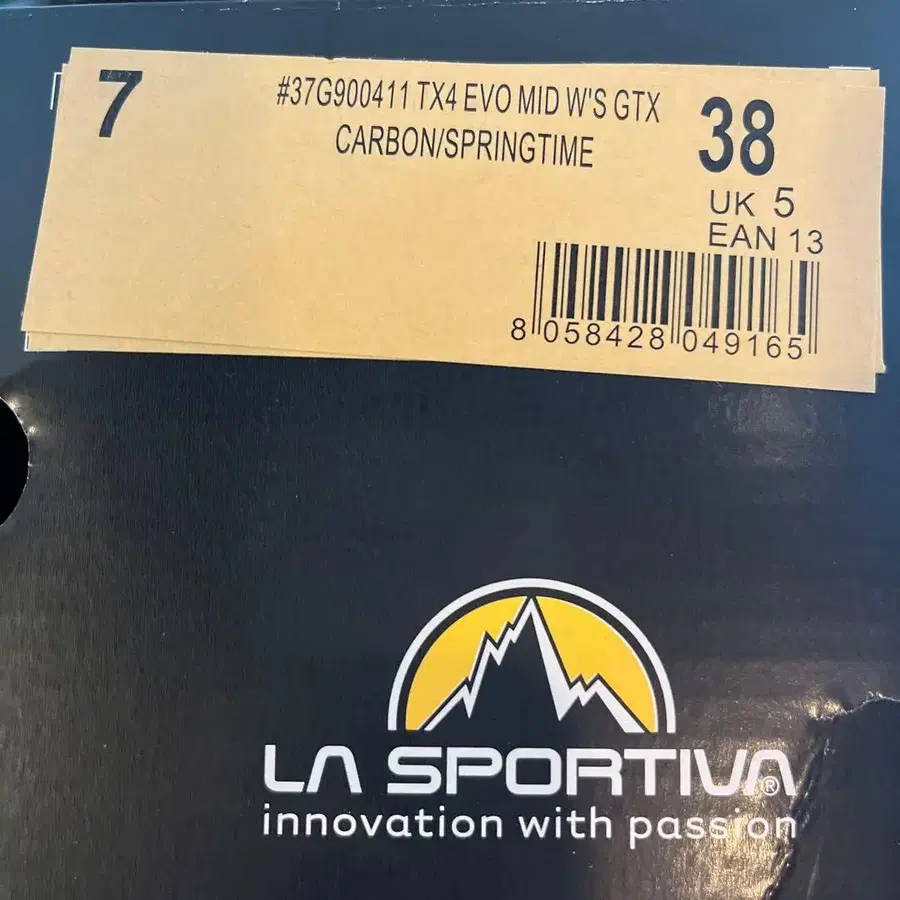 7
#37G900411 TX4 EVO MID W'S GTX
CARBON/SPRINGTIME
38
UK 5
EAN 13
8 058428 049165
LA SPORTIVA®
innovation with passion